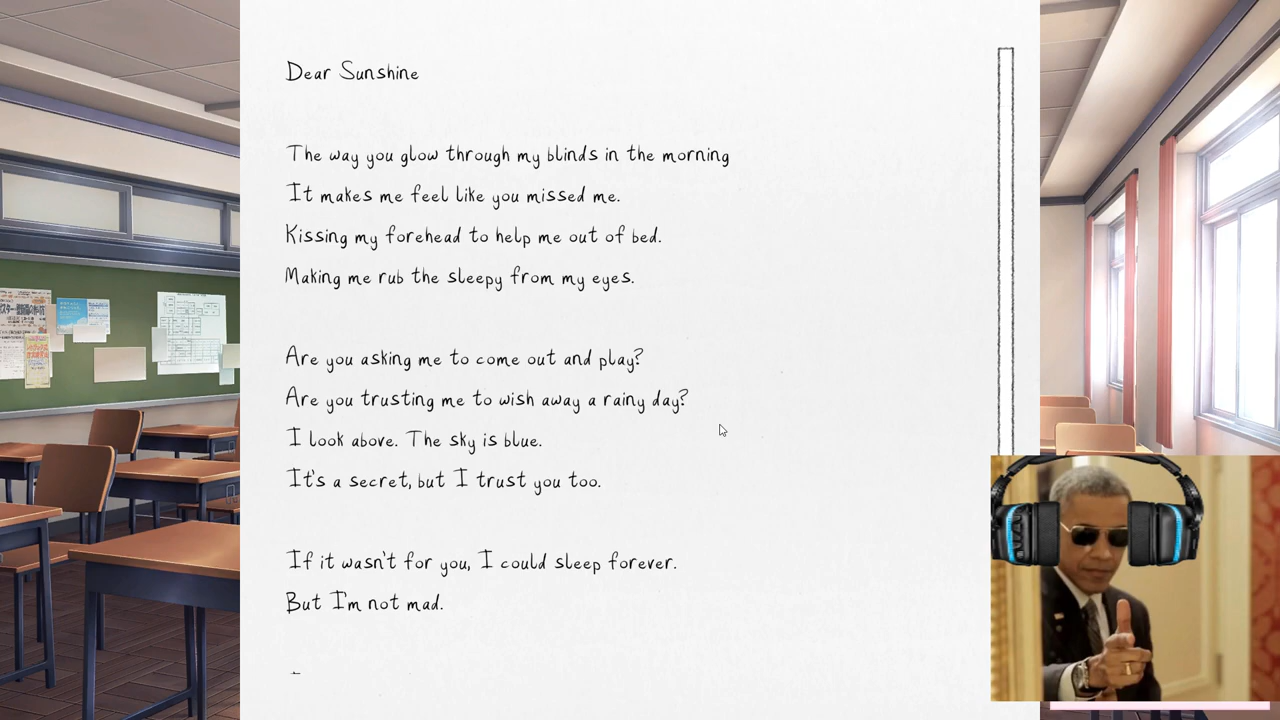 Dear Sunshine
The way you glow through my blinds in the morning
It makes me feel like you missed me.
Kissing my forehead to help me out of bed.
Making me rub the sleepy from my eyes.
Are you asking me to come out and play?
Are you trusting me to wish away a rainy day?
I look above. The sky is blue.
It's a secret, but I trust you too.
If it wasn't for you, I could sleep forever.
But I'm not mad.